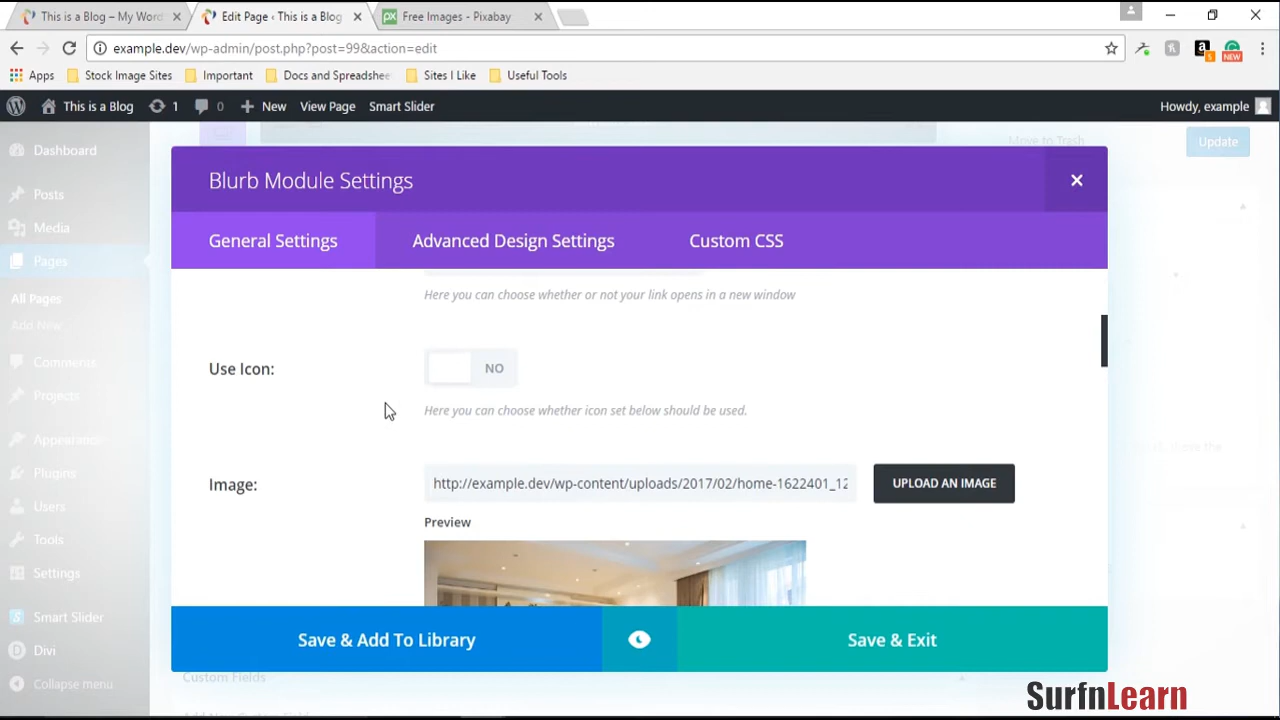 This is a Blog – My Word
Edit Page ‹ This is a Blog
Free Images - Pixabay
example.dev/wp-admin/post.php?post=99&action=edit
Apps
Stock Image Sites
Important
Docs and Spreadshee
Sites I Like
Useful Tools
NEW
This is a Blog
1
0
New
View Page
Smart Slider
Howdy, example
Move to Trash
Update
Dashboard
Posts
Media
Pages
All Pages
Add New
Comments
Projects
Appearance
Plugins
Users
Tools
Settings
Smart Slider
Divi
Collapse menu
Blurb Module Settings
General Settings
Advanced Design Settings
Custom CSS
Here you can choose whether or not your link opens in a new window
Use Icon:
NO
Here you can choose whether icon set below should be used.
Image:
http://example.dev/wp-content/uploads/2017/02/home-1622401_12
UPLOAD AN IMAGE
Preview
Save & Add To Library
Save & Exit
Custom Fields
SurfnLearn